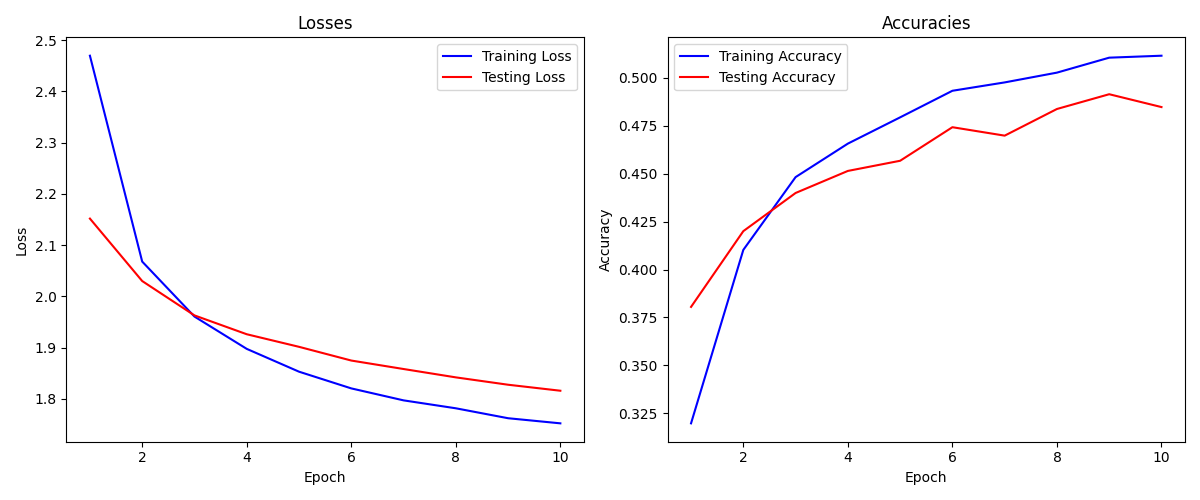 Losses
2.5
2.4
2.3
2.2
2.1
2.0
1.9
1.8
Loss
2
4
6
8
10
Epoch
Training Loss
Testing Loss
Accuracies
0.500
0.475
0.450
0.425
0.400
0.375
0.350
0.325
Accuracy
2
4
6
8
10
Epoch
Training Accuracy
Testing Accuracy